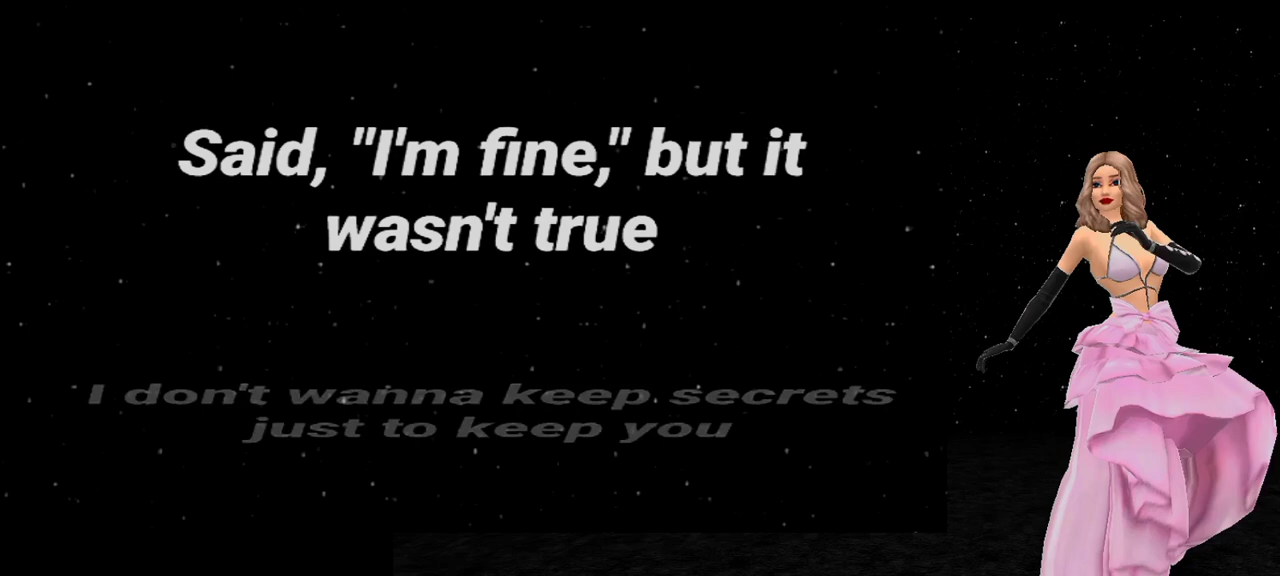 Said, "I'm fine," but it
wasn't true
I don't wanna keep secrets
just to keep you